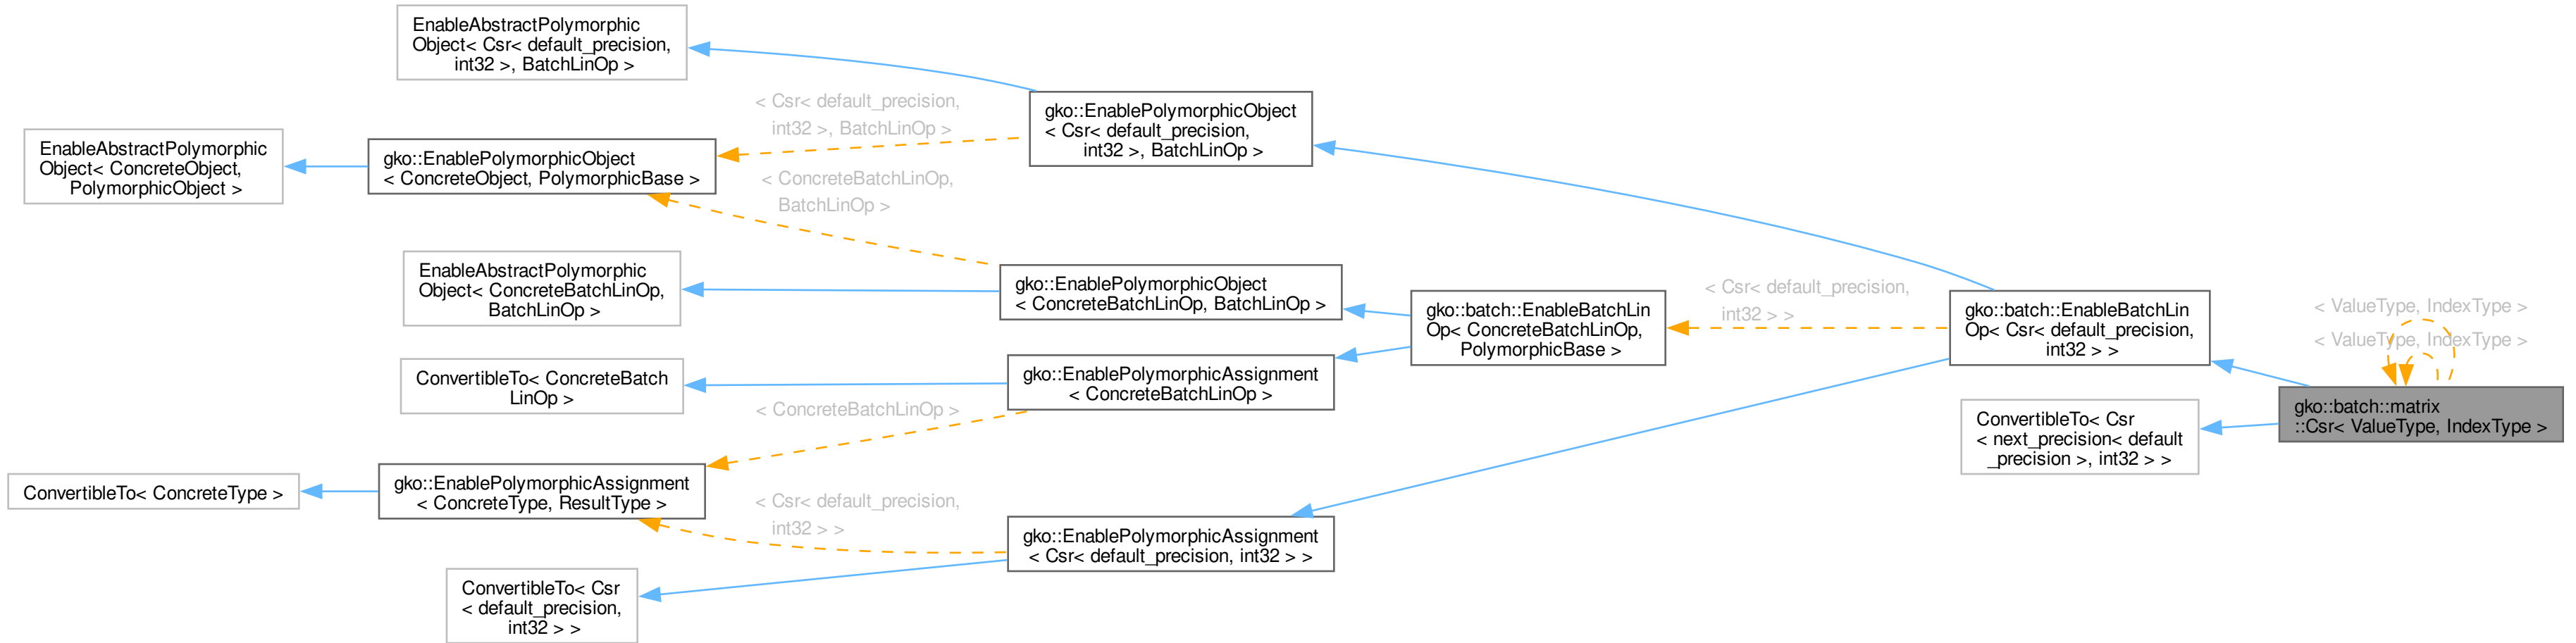 EnableAbstractPolymorphic
Object< Csr< default_precision,
int32 >, BatchLinOp >
EnableAbstractPolymorphic
Object< ConcreteObject,
PolymorphicObject >
gko::EnablePolymorphicObject
< ConcreteObject, PolymorphicBase >
< Csr< default_precision,
int32 >, BatchLinOp >
gko::EnablePolymorphicObject
< Csr< default_precision,
int32 >, BatchLinOp >
< ConcreteBatchLinOp,
BatchLinOp >
EnableAbstractPolymorphic
Object< ConcreteBatchLinOp,
BatchLinOp >
gko::EnablePolymorphicObject
< ConcreteBatchLinOp, BatchLinOp >
gko::batch::EnableBatchLin
Op< ConcreteBatchLinOp,
PolymorphicBase >
< Csr< default_precision,
int32 > >
gko::batch::EnableBatchLin
Op< Csr< default_precision,
int32 > >
< ValueType, IndexType >
< ValueType, IndexType >
ConvertibleTo< ConcreteBatch
LinOp >
gko::EnablePolymorphicAssignment
< ConcreteBatchLinOp >
< ConcreteBatchLinOp >
ConvertibleTo< Csr
< next_precision< default
_precision >, int32 > >
gko::batch::matrix
::Csr< ValueType, IndexType >
ConvertibleTo< ConcreteType >
gko::EnablePolymorphicAssignment
< ConcreteType, ResultType >
< Csr< default_precision,
int32 > >
gko::EnablePolymorphicAssignment
< Csr< default_precision, int32 > >
ConvertibleTo< Csr
< default_precision,
int32 > >